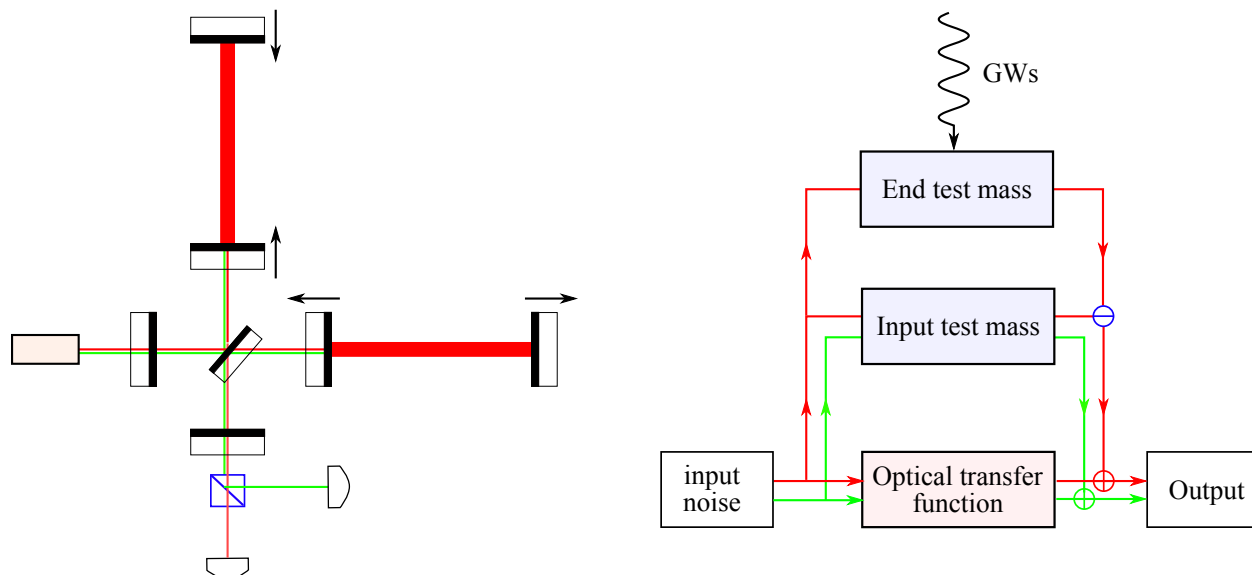 GWs
End test mass
Input test mass
input
noise
Optical transfer
function
Output